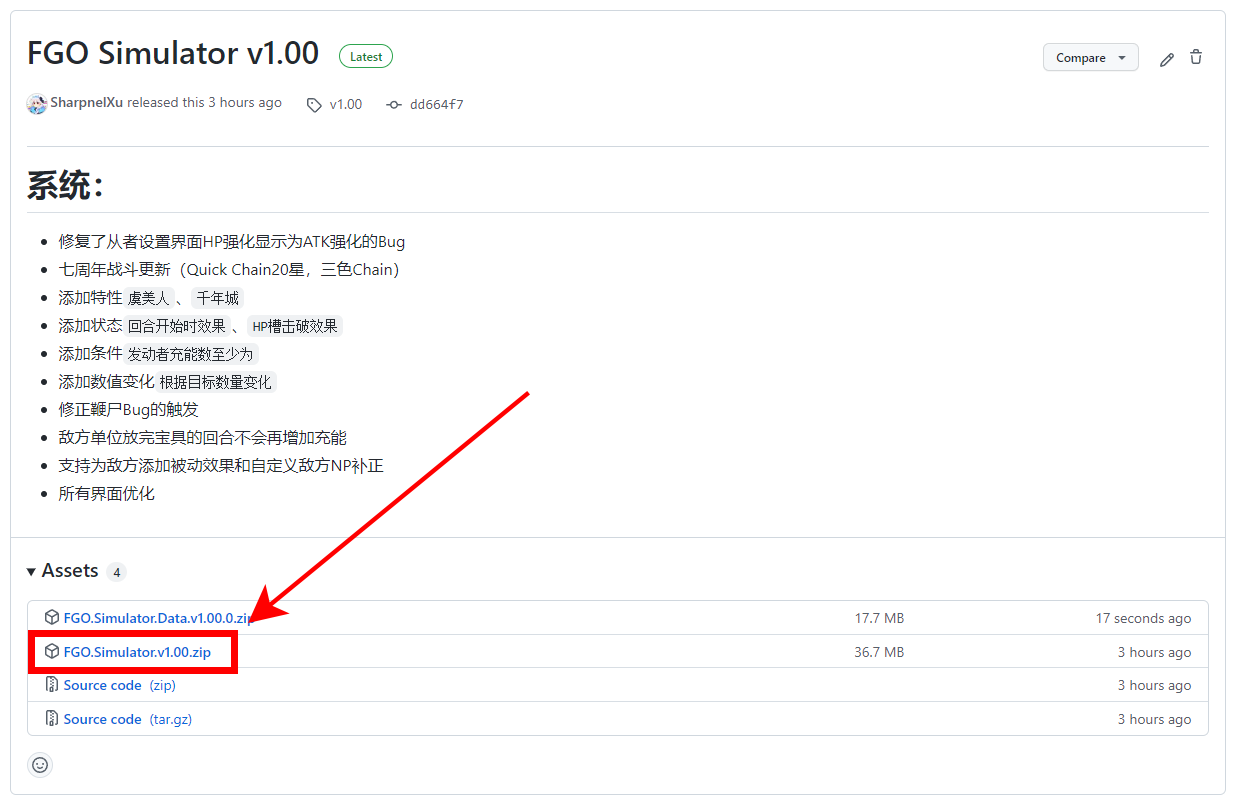 FGO Simulator v1.00 Latest Compare
SharpnelXu released this 3 hours ago v1.00 dd664f7
系统：
修复了从者设置界面HP强化显示为ATK强化的Bug
七周年战斗更新（Quick Chain20星，三色Chain）
添加特性 虞美人 、 千年城
添加状态 回合开始时效果 、 HP槽击破效果
添加条件 发动者充能数至少为
添加数值变化 根据目标数量变化
修正鞭尸Bug的触发
敌方单位放完宝具的回合不会再增加充能
支持为敌方添加被动效果和自定义敌方NP补正
所有界面优化
Assets 4
FGO.Simulator.Data.v1.00.0.zip 17.7 MB 17 seconds ago
FGO.Simulator.v1.00.zip 36.7 MB 3 hours ago
Source code (zip) 3 hours ago
Source code (tar.gz) 3 hours ago